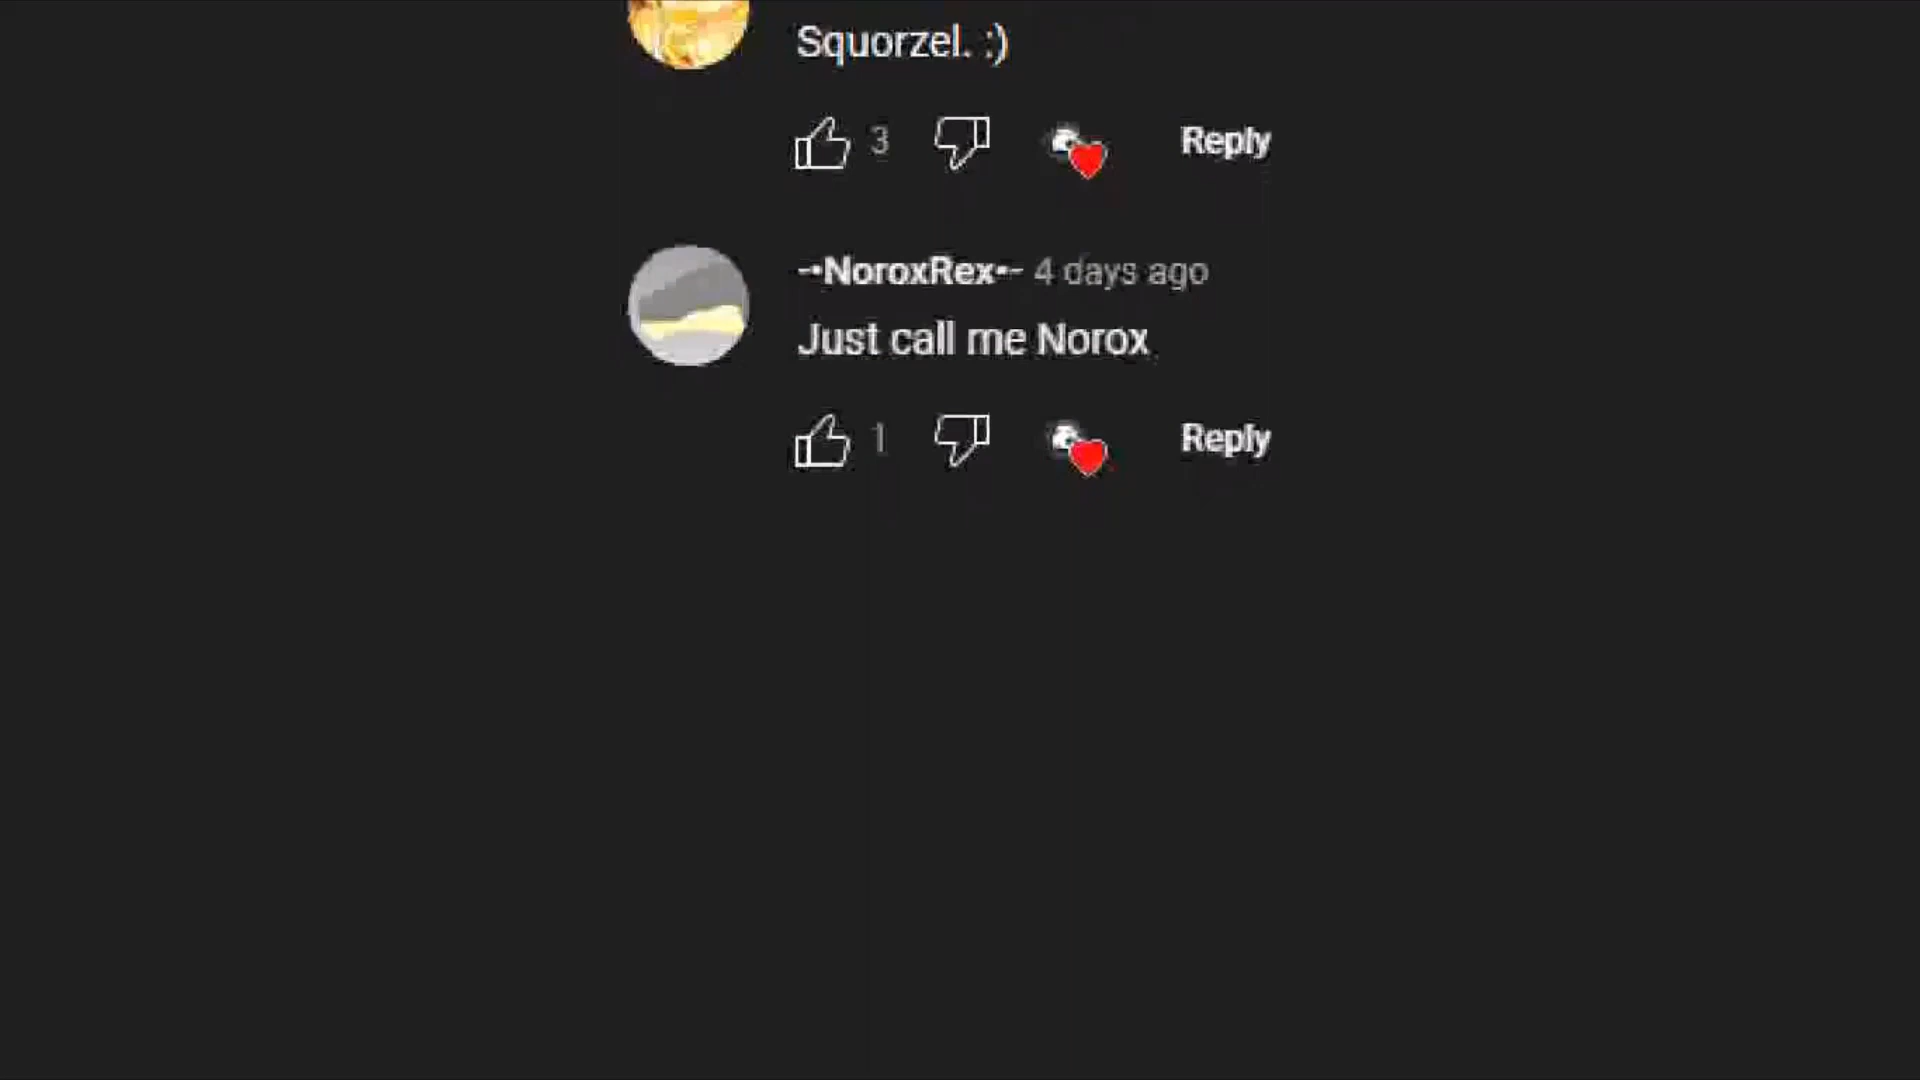 Squorzel. :)
3 Reply
-•NoroxRex•- 4 days ago
Just call me Norox
1 Reply